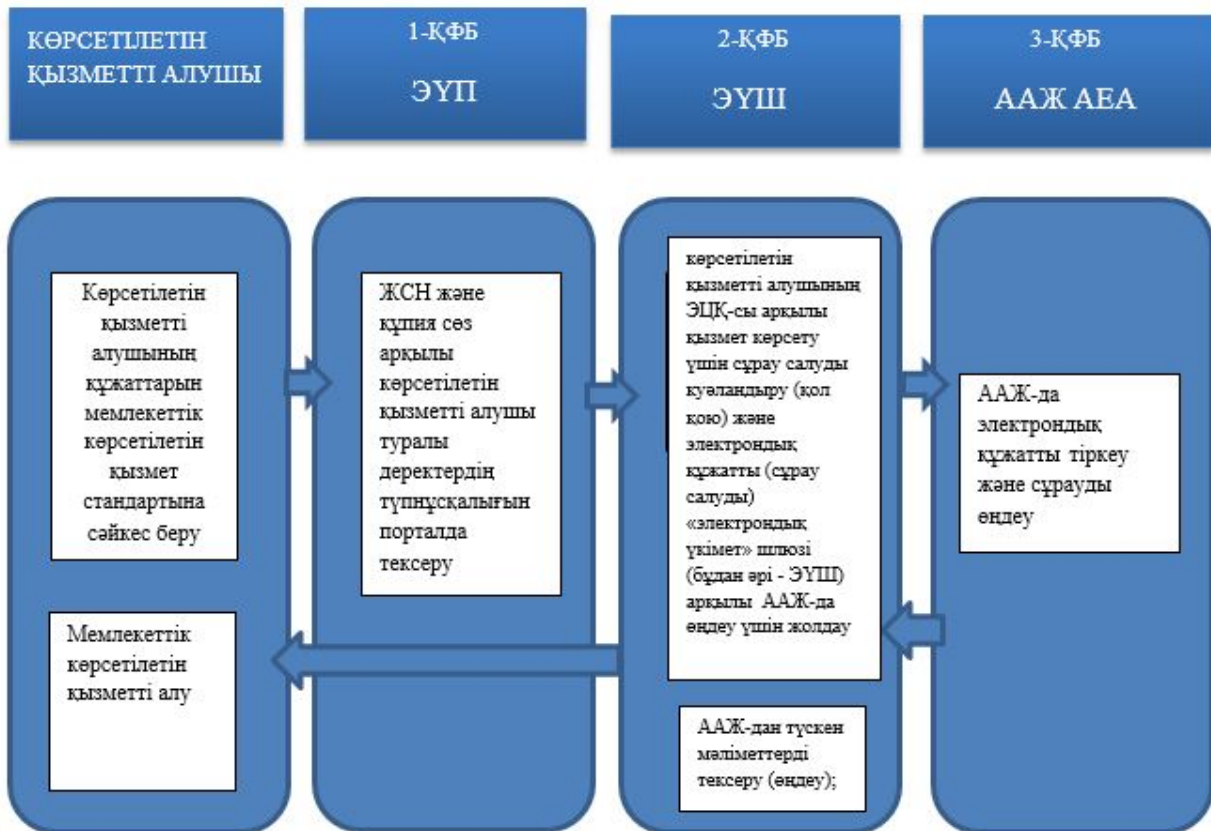 КӨРСЕТІЛЕТІН
ҚЫЗМЕТТІ АЛУШЫ
1-ҚФБ
ЭҮП
2-ҚФБ
ЭҮШ
3-ҚФБ
ААЖ АЕА
Көрсетілетін
қызметті
алушының
құжаттарын
мемлекеттік
көрсетілетін
қызмет
стандартына
сәйкес беру
Мемлекеттік
көрсетілетін
қызметті алу
ЖСН және
құпия сөз
арқылы
көрсетілетін
қызметті алушы
туралы
деректердің
түпнұсқалығын
порталда
тексеру
көрсетілетін
қызметті алушының
ЭЦҚ-сы арқылы
қызмет көрсету
үшін сұрау салуды
куәландыру (қол
қою) және
электрондық
құжатты (сұрау
салуды)
«электрондық
үкімет» шлюзі
(бұдан әрі - ЭҮШ)
арқылы ААЖ-да
өңдеу үшін жолдау
ААЖ-дан түскен
мәліметтерді
тексеру (өңдеу);
ААЖ-да
электрондық
құжатты тіркеу
және сұрауды
өңдеу